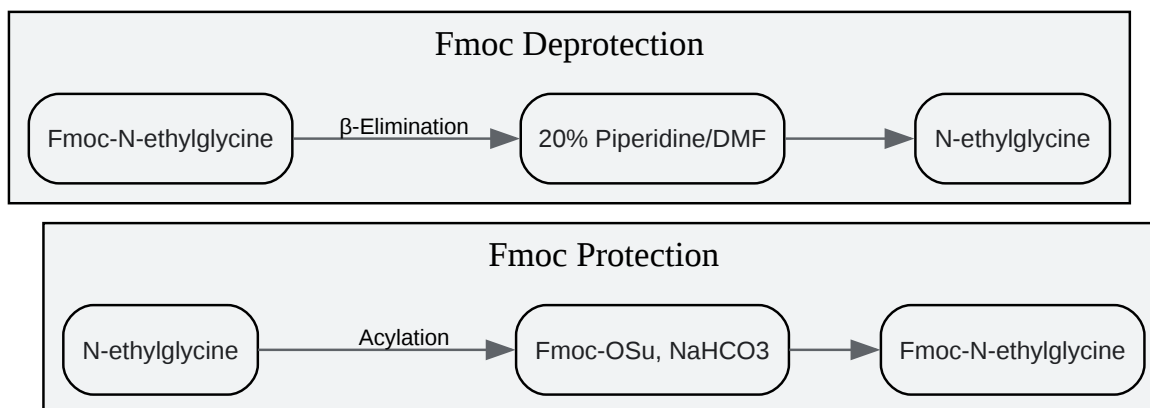 Fmoc Deprotection
Fmoc-N-ethylglycine
β-Elimination
20% Piperidine/DMF
N-ethylglycine
Fmoc Protection
N-ethylglycine
Acylation
Fmoc-OSu, NaHCO3
Fmoc-N-ethylglycine